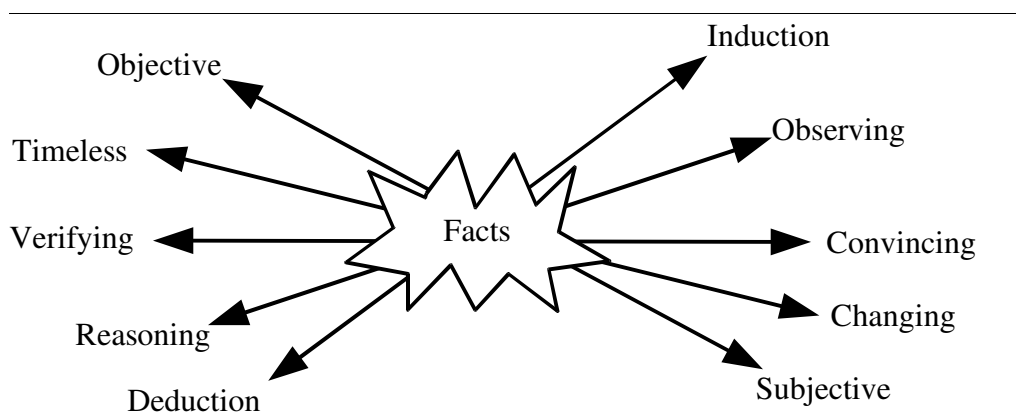 Objective
Induction
Timeless
Observing
Verifying
Facts
Convincing
Reasoning
Changing
Deduction
Subjective